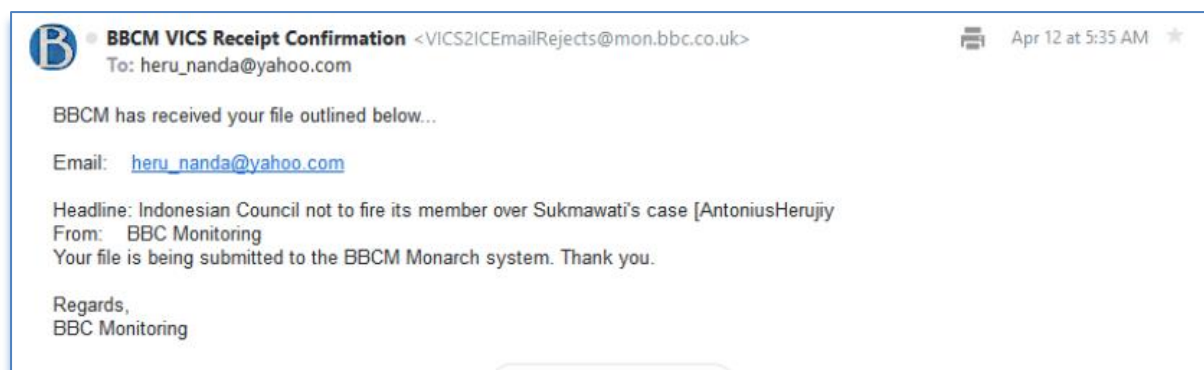 B
BBCM VICS Receipt Confirmation <VICS2ICEmailRejects@mon.bbc.co.uk> Apr 12 at 5:35 AM
To: heru_nanda@yahoo.com
BBCM has received your file outlined below...
Email: heru_nanda@yahoo.com
Headline: Indonesian Council not to fire its member over Sukmawati's case [AntoniusHerujiy
From: BBC Monitoring
Your file is being submitted to the BBCM Monarch system. Thank you.
Regards,
BBC Monitoring